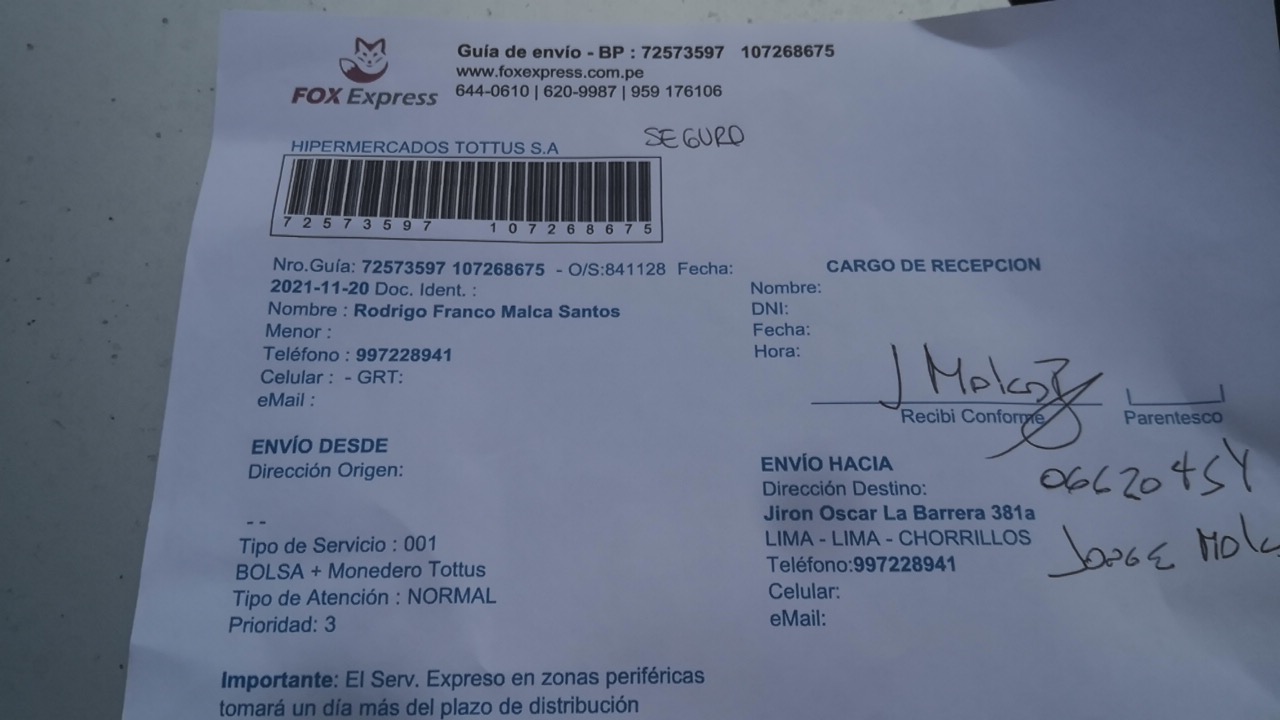 FOX Express
Guía de envío - BP : 72573597 107268675
www.foxexpress.com.pe
644-0610 | 620-9987 | 959 176106
SEGURO
HIPERMERCADOS TOTTUS S.A
72573597 107268675
Nro.Guía: 72573597 107268675 - O/S:841128 Fecha:
2021-11-20 Doc. Ident. :
Nombre : Rodrigo Franco Malca Santos
Menor :
Teléfono : 997228941
Celular : - GRT:
eMail :
CARGO DE RECEPCION
Nombre:
DNI:
Fecha:
Hora:
J Malca
Recibi Conforme
Parentesco
ENVÍO DESDE
Dirección Origen:
- -
Tipo de Servicio : 001
BOLSA + Monedero Tottus
Tipo de Atención : NORMAL
Prioridad: 3
ENVÍO HACIA
Dirección Destino:
Jiron Oscar La Barrera 381a
LIMA - LIMA - CHORRILLOS
Teléfono:997228941
Celular:
eMail:
0662045Y
Jorge Malc
Importante: El Serv. Expreso en zonas periféricas
tomará un día más del plazo de distribución